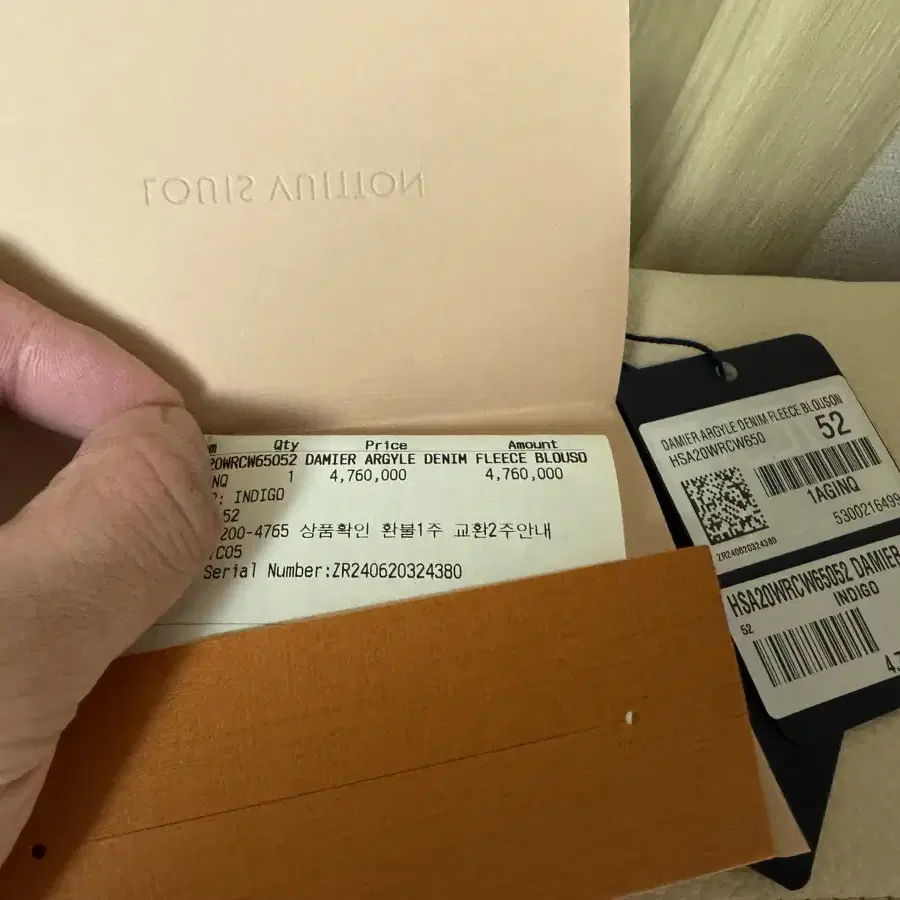 LOUIS VUITTON
Qty Price Amount
20WRCW65052 DAMIER ARGYLE DENIM FLEECE BLOUSO
NQ 1 4,760,000 4,760,000
: INDIGO
52
200-4765 상품확인 환불1주 교환2주안내
C05
Serial Number:ZR240620324380
DAMIER ARGYLE DENIM FLEECE BLOUSON
HSA20WRCW650 52
1AGINQ
5300216499
ZR240620324380
HSA20WRCW65052 DAMIER
INDIGO
52
4.7